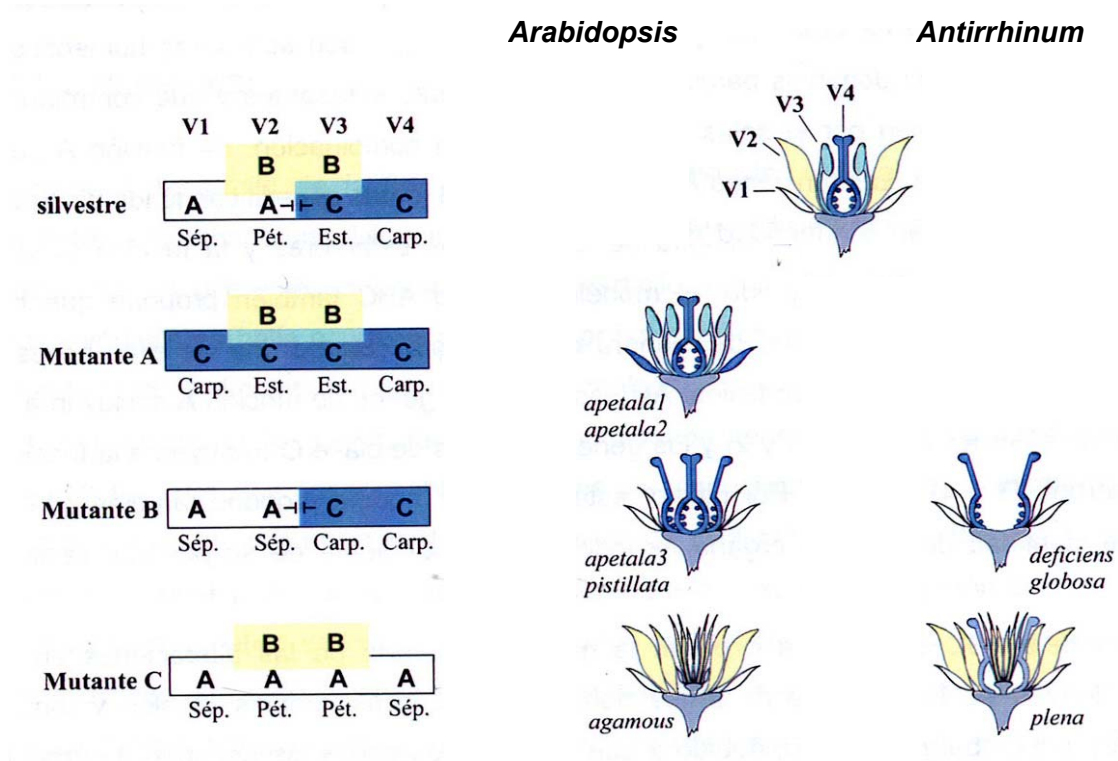 Arabidopsis Antirrhinum
V1 V2 V3 V4
B B
silvestre A A C C
Sép. Pét. Est. Carp.
V1 V2 V3 V4
B B
Mutante A C C C C
Carp. Est. Est. Carp.
apetala1
apetala2
Mutante B A A C C
Sép. Sép. Carp. Carp.
apetala3
pistillata
deficiens
globosa
B B
Mutante C A A A A
Sép. Pét. Pét. Sép.
agamous
plena